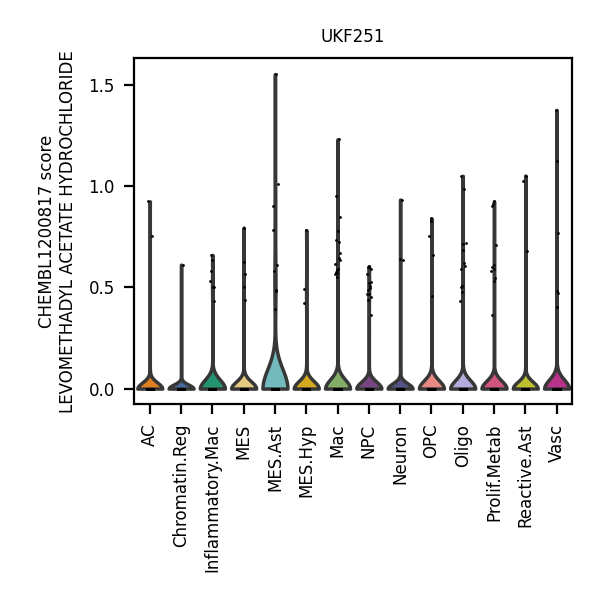 UKF251
CHEMBL1200817 score
LEVOMETHADYL ACETATE HYDROCHLORIDE
1.5
1.0
0.5
0.0
AC
Chromatin.Reg
Inflammatory.Mac
MES
MES.Ast
MES.Hyp
Mac
NPC
Neuron
OPC
Oligo
Prolif.Metab
Reactive.Ast
Vasc